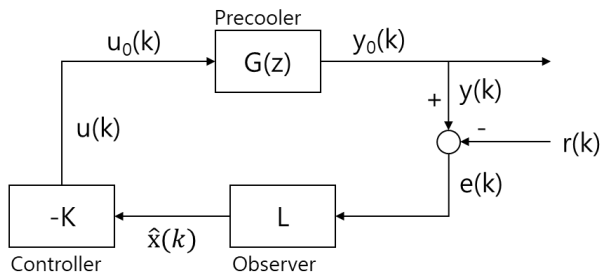 Precooler
u₀(k)
G(z)
y₀(k)
+
y(k)
-
r(k)
u(k)
e(k)
-K
x̂(k)
L
Controller
Observer